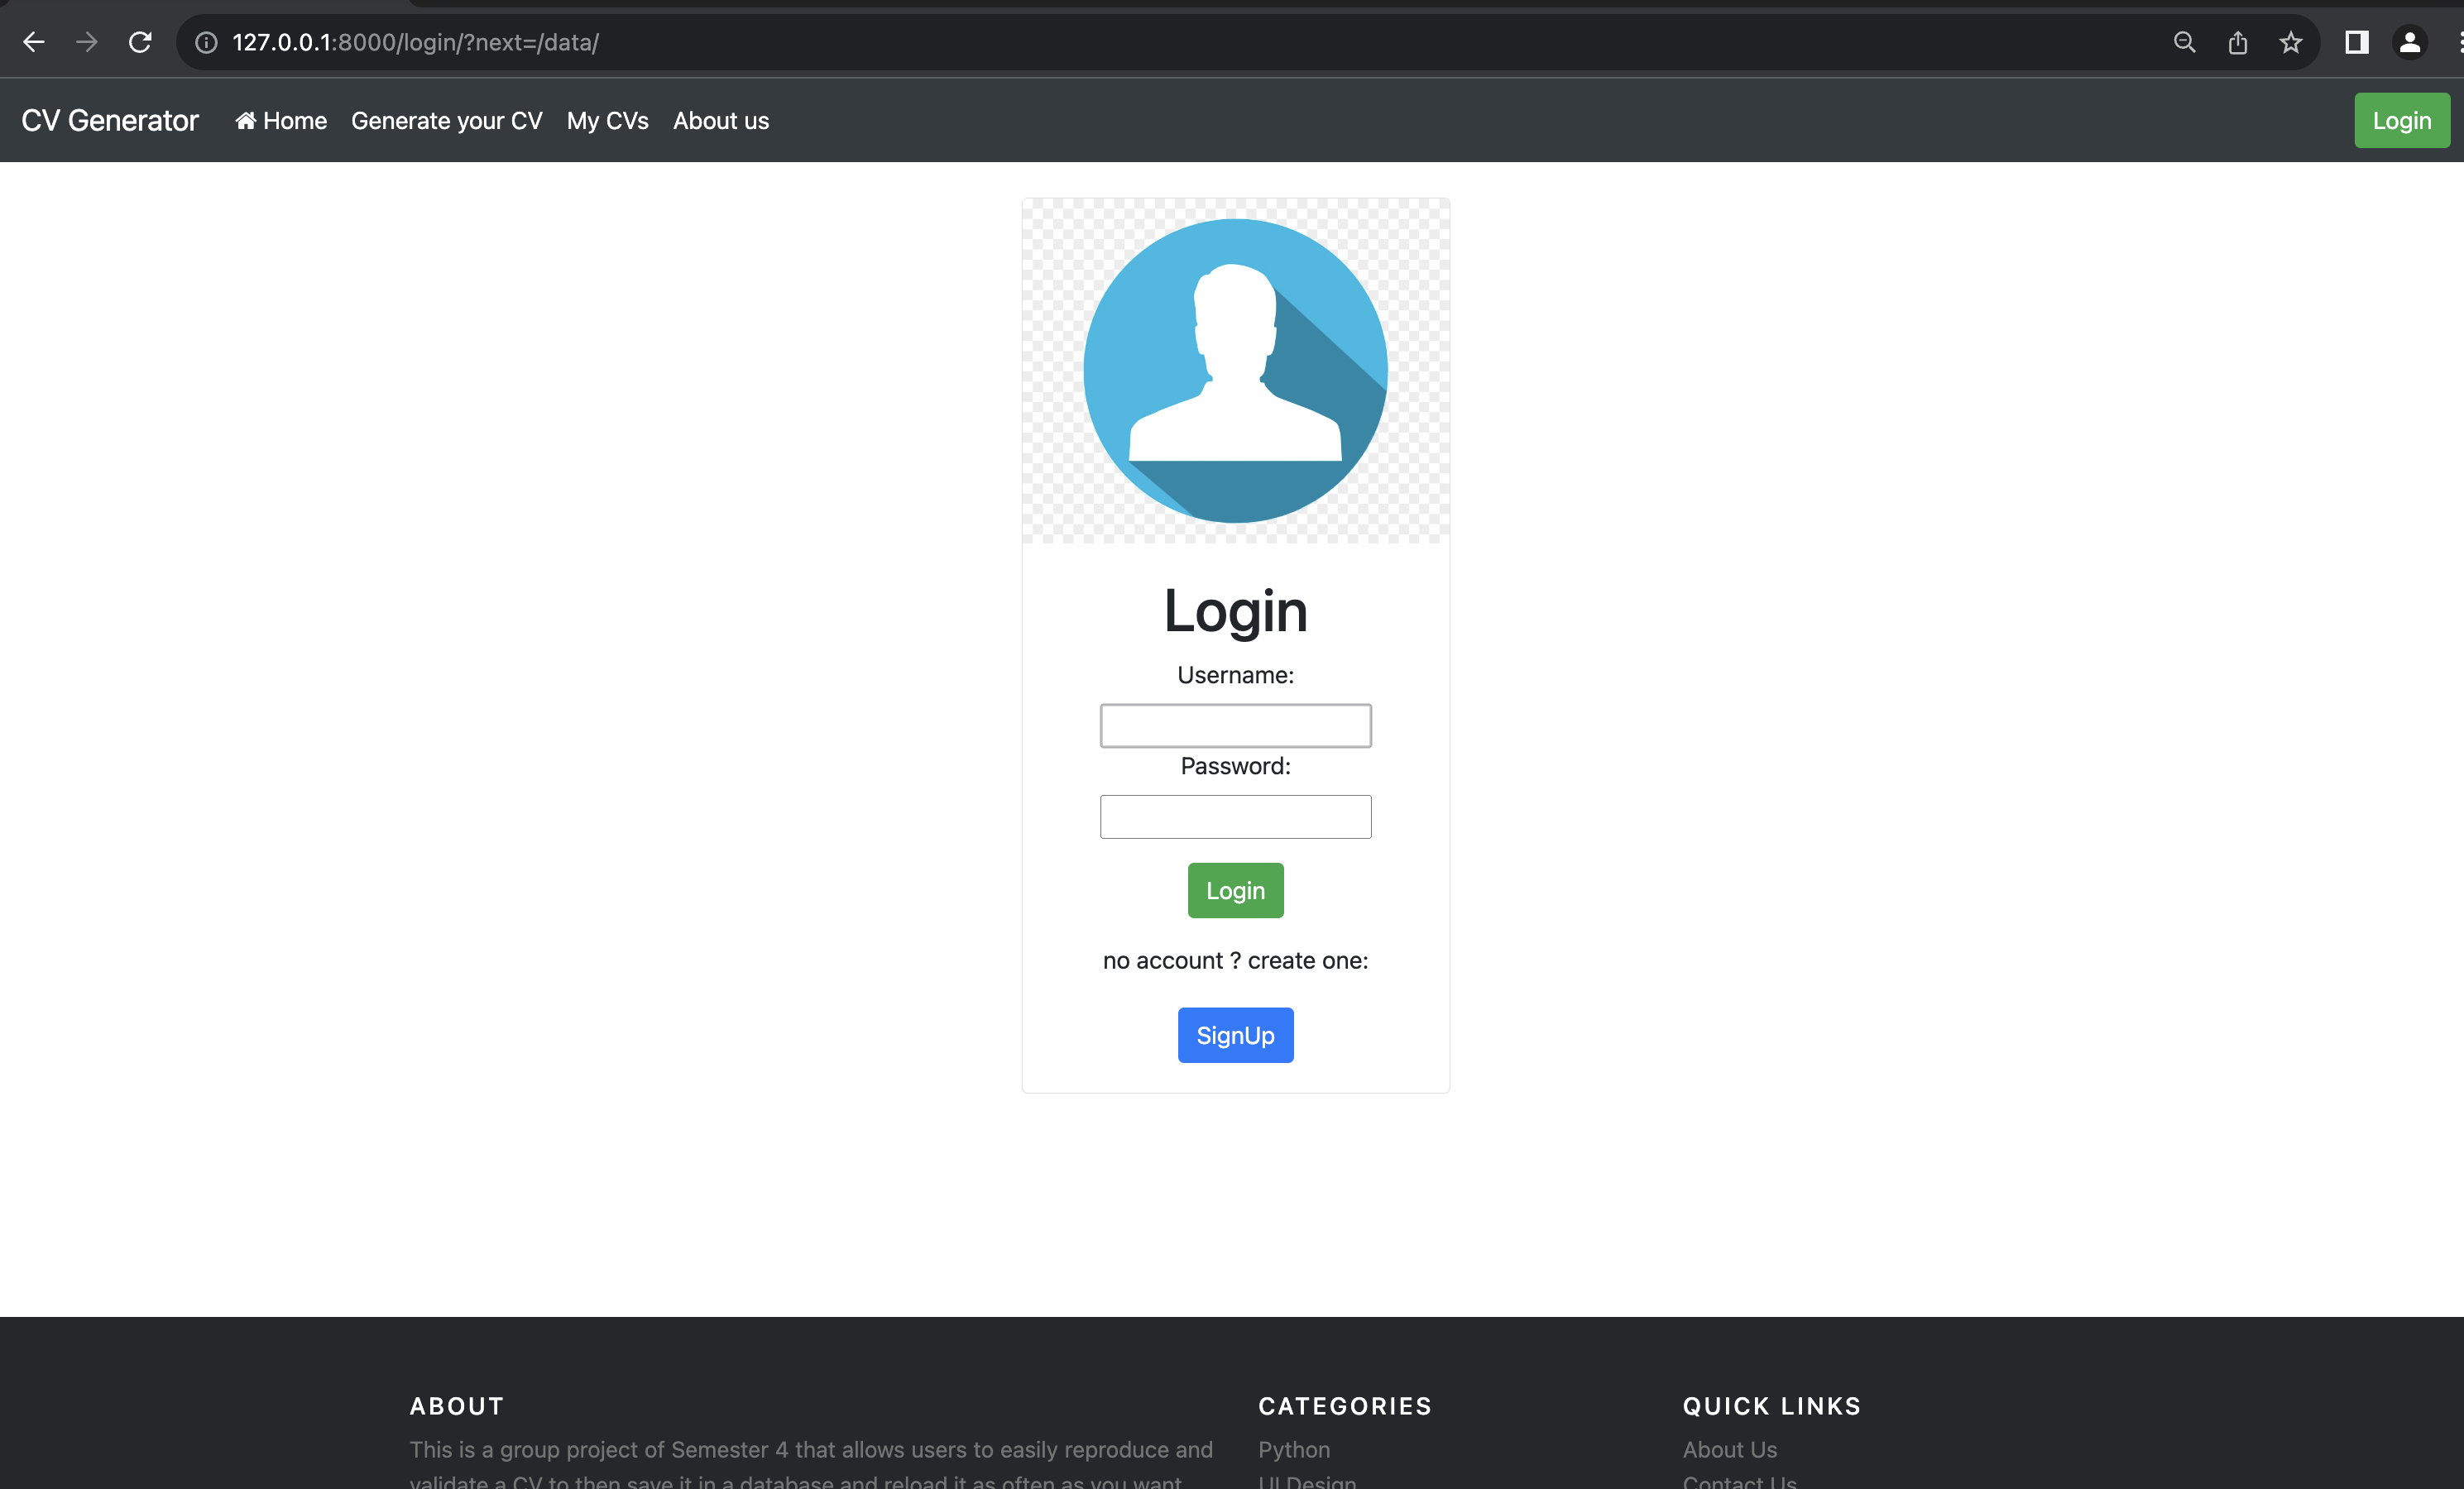 127.0.0.1:8000/login/?next=/data/
CV Generator Home Generate your CV My CVs About us Login
Login
Username:
Password:
Login
no account ? create one:
SignUp
ABOUT
This is a group project of Semester 4 that allows users to easily reproduce and
validate a CV to then save it in a database and reload it as often as you want
CATEGORIES
Python
UI Design
QUICK LINKS
About Us
Contact Us